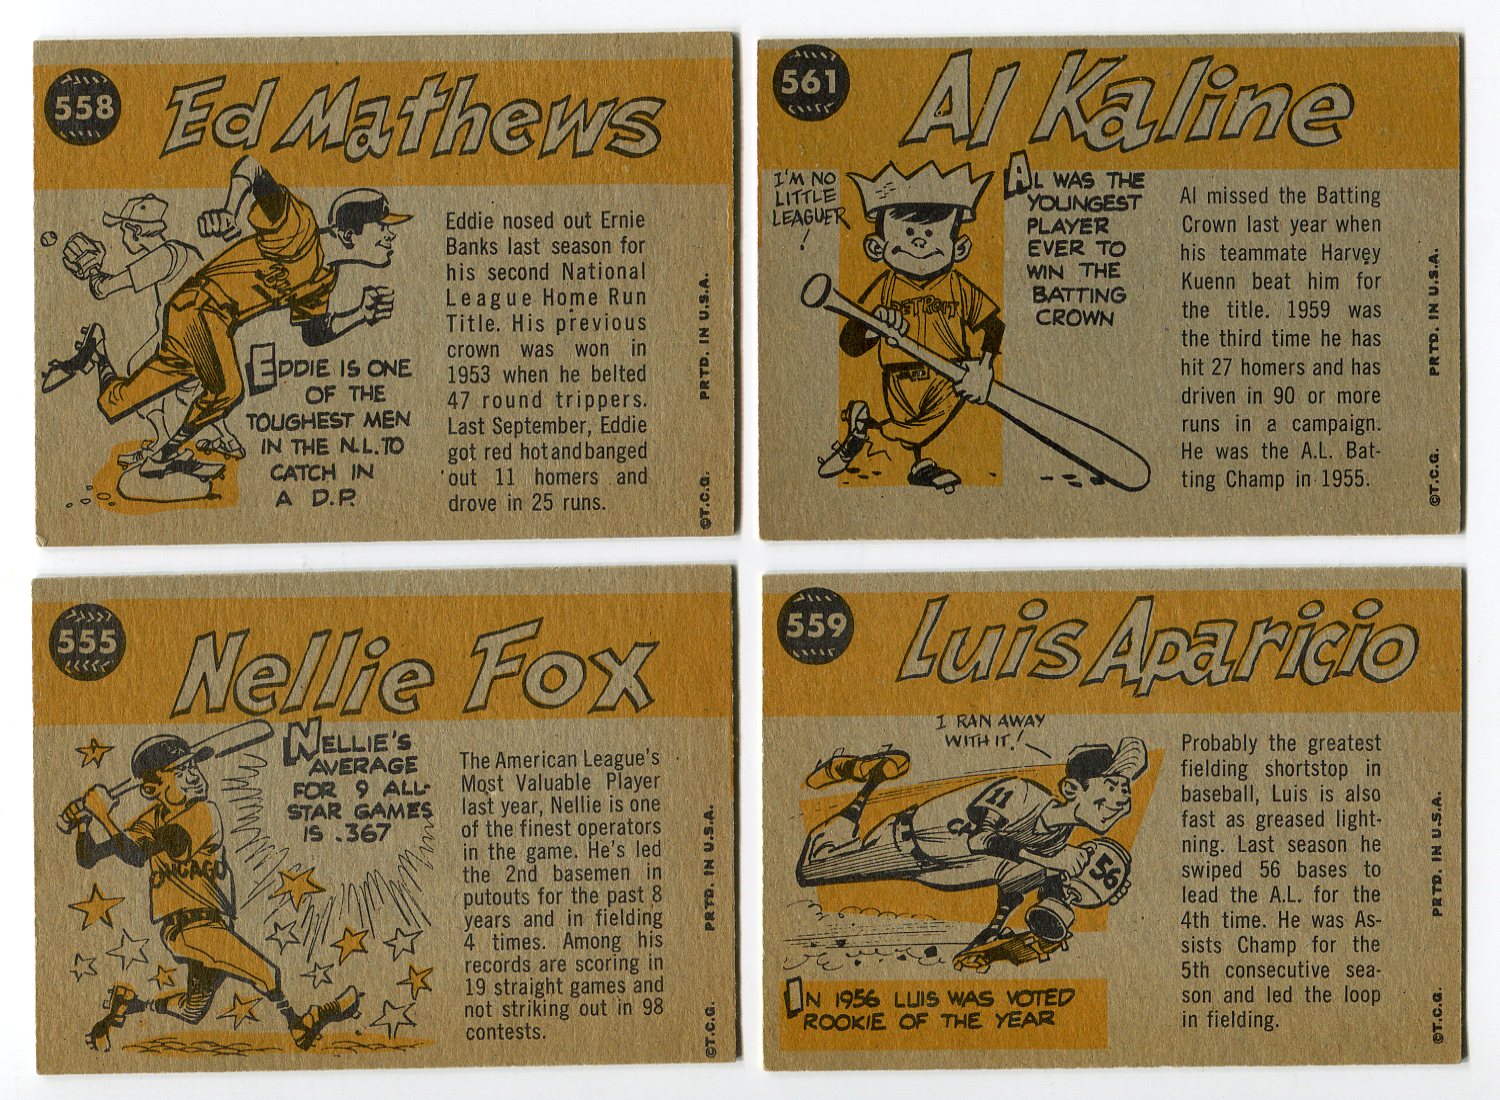 558
Ed Mathews
EDDIE IS ONE
OF THE
TOUGHEST MEN
IN THE N.L. TO
CATCH IN
A D.P.
Eddie nosed out Ernie
Banks last season for
his second National
League Home Run
Title. His previous
crown was won in
1953 when he belted
47 round trippers.
Last September, Eddie
got red hot and banged
out 11 homers and
drove in 25 runs.
©T.C.G. PRTD. IN U.S.A.
561
Al Kaline
I'M NO
LITTLE
LEAGUER
!
AL WAS THE
YOUNGEST
PLAYER
EVER TO
WIN THE
BATTING
CROWN
DETROIT
Al missed the Batting
Crown last year when
his teammate Harvey
Kuenn beat him for
the title. 1959 was
the third time he has
hit 27 homers and has
driven in 90 or more
runs in a campaign.
He was the A.L. Bat-
ting Champ in 1955.
©T.C.G. PRTD. IN U.S.A.
555
Nellie Fox
NELLIE'S
AVERAGE
FOR 9 ALL-
STAR GAMES
IS .367
CHICAGO
The American League's
Most Valuable Player
last year, Nellie is one
of the finest operators
in the game. He's led
the 2nd basemen in
putouts for the past 8
years and in fielding
4 times. Among his
records are scoring in
19 straight games and
not striking out in 98
contests.
©T.C.G. PRTD. IN U.S.A.
559
Luis Aparicio
I RAN AWAY
WITH IT!
11
CA
56
IN 1956 LUIS WAS VOTED
ROOKIE OF THE YEAR
Probably the greatest
fielding shortstop in
baseball, Luis is also
fast as greased light-
ning. Last season he
swiped 56 bases to
lead the A.L. for the
4th time. He was As-
sists Champ for the
5th consecutive sea-
son and led the loop
in fielding.
©T.C.G. PRTD. IN U.S.A.